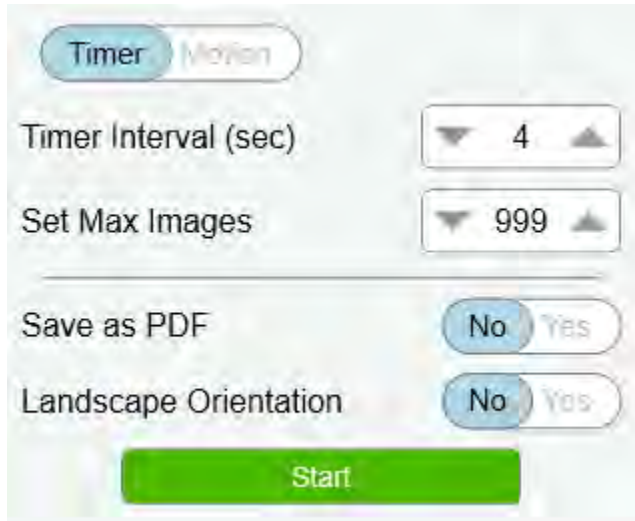 Timer Motion
Timer Interval (sec) 4
Set Max Images 999
Save as PDF No Yes
Landscape Orientation No Yes
Start